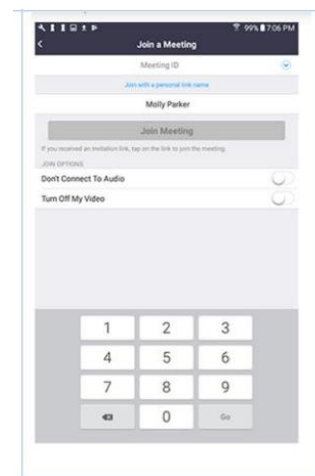 99% 7:06 PM
Join a Meeting
Meeting ID
Join with a personal link name
Molly Parker
Join Meeting
If you received an invitation link, tap on the link to join the meeting.
JOIN OPTIONS
Don't Connect To Audio
Turn Off My Video
1 2 3
4 5 6
7 8 9
0 Go